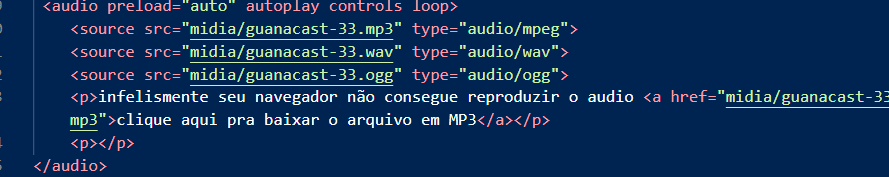 <audio preload="auto" autoplay controls loop>
<source src="midia/guanacast-33.mp3" type="audio/mpeg">
<source src="midia/guanacast-33.wav" type="audio/wav">
<source src="midia/guanacast-33.ogg" type="audio/ogg">
<p>infelismente seu navegador não consegue reproduzir o audio <a href="midia/guanacast-33
mp3">clique aqui pra baixar o arquivo em MP3</a></p>
<p></p>
</audio>